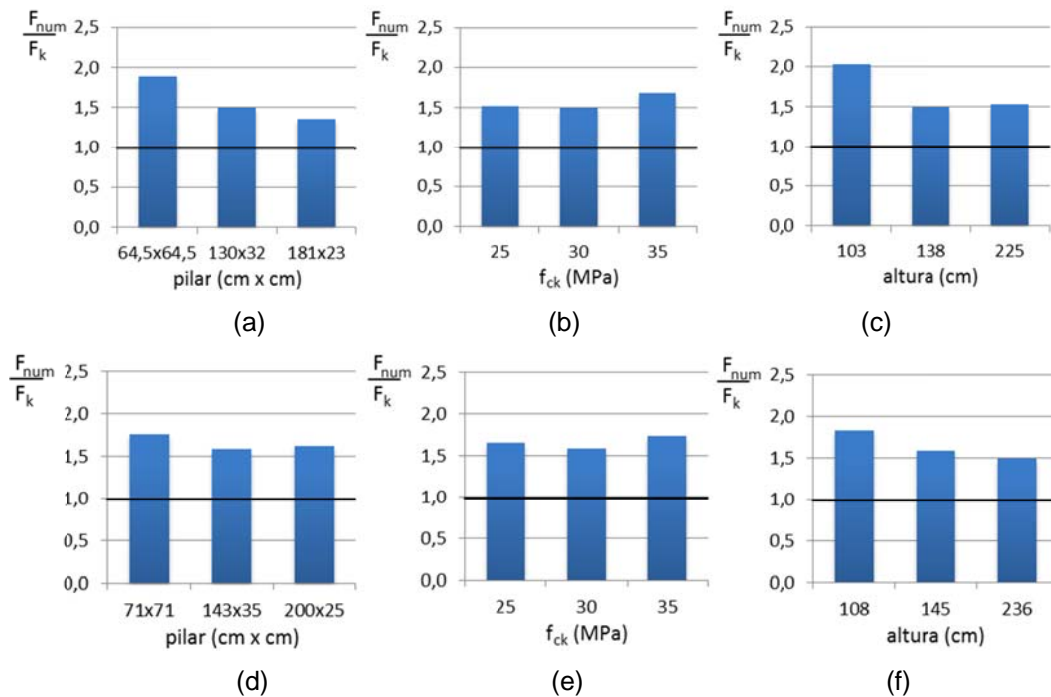 F_num/F_k
2,5
2,0
1,5
1,0
0,5
0,0
64,5x64,5 130x32 181x23
pilar (cm x cm)
(a)
F_num/F_k
2,5
2,0
1,5
1,0
0,5
0,0
25 30 35
f_ck (MPa)
(b)
F_num/F_k
2,5
2,0
1,5
1,0
0,5
0,0
103 138 225
altura (cm)
(c)
F_num/F_k
2,5
2,0
1,5
1,0
0,5
0,0
71x71 143x35 200x25
pilar (cm x cm)
(d)
F_num/F_k
2,5
2,0
1,5
1,0
0,5
0,0
25 30 35
f_ck (MPa)
(e)
F_num/F_k
2,5
2,0
1,5
1,0
0,5
0,0
108 145 236
altura (cm)
(f)